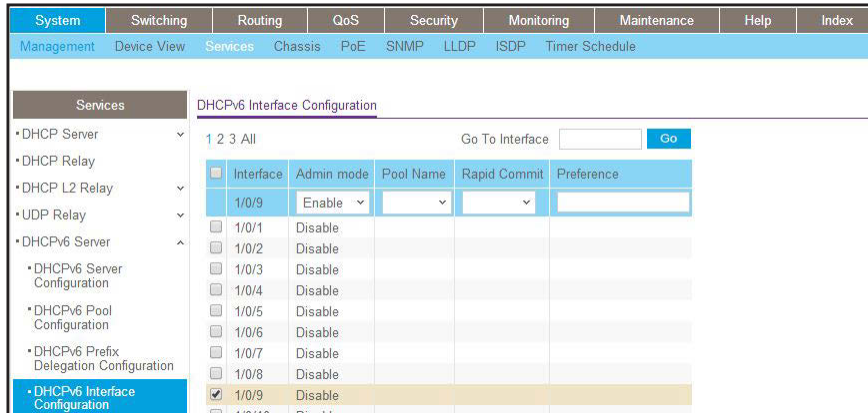 System Switching Routing QoS Security Monitoring Maintenance Help Index
Management Device View Services Chassis PoE SNMP LLDP ISDP Timer Schedule
Services
• DHCP Server
• DHCP Relay
• DHCP L2 Relay
• UDP Relay
• DHCPv6 Server
• DHCPv6 Server
Configuration
• DHCPv6 Pool
Configuration
• DHCPv6 Prefix
Delegation Configuration
• DHCPv6 Interface
Configuration
DHCPv6 Interface Configuration
1 2 3 All Go To Interface Go
Interface Admin mode Pool Name Rapid Commit Preference
1/0/9 Enable
1/0/1 Disable
1/0/2 Disable
1/0/3 Disable
1/0/4 Disable
1/0/5 Disable
1/0/6 Disable
1/0/7 Disable
1/0/8 Disable
1/0/9 Disable